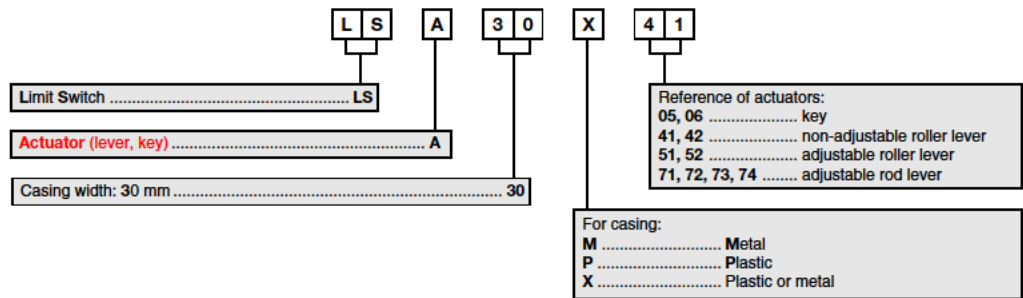 L S A 3 0 X 4 1
Limit Switch ...................................................... LS
Actuator (lever, key) ......................................................... A
Casing width: 30 mm .......................................................................... 30
Reference of actuators:
05, 06 .................... key
41, 42 .................... non-adjustable roller lever
51, 52 .................... adjustable roller lever
71, 72, 73, 74 ........ adjustable rod lever
For casing:
M ............................ Metal
P ............................ Plastic
X ............................ Plastic or metal